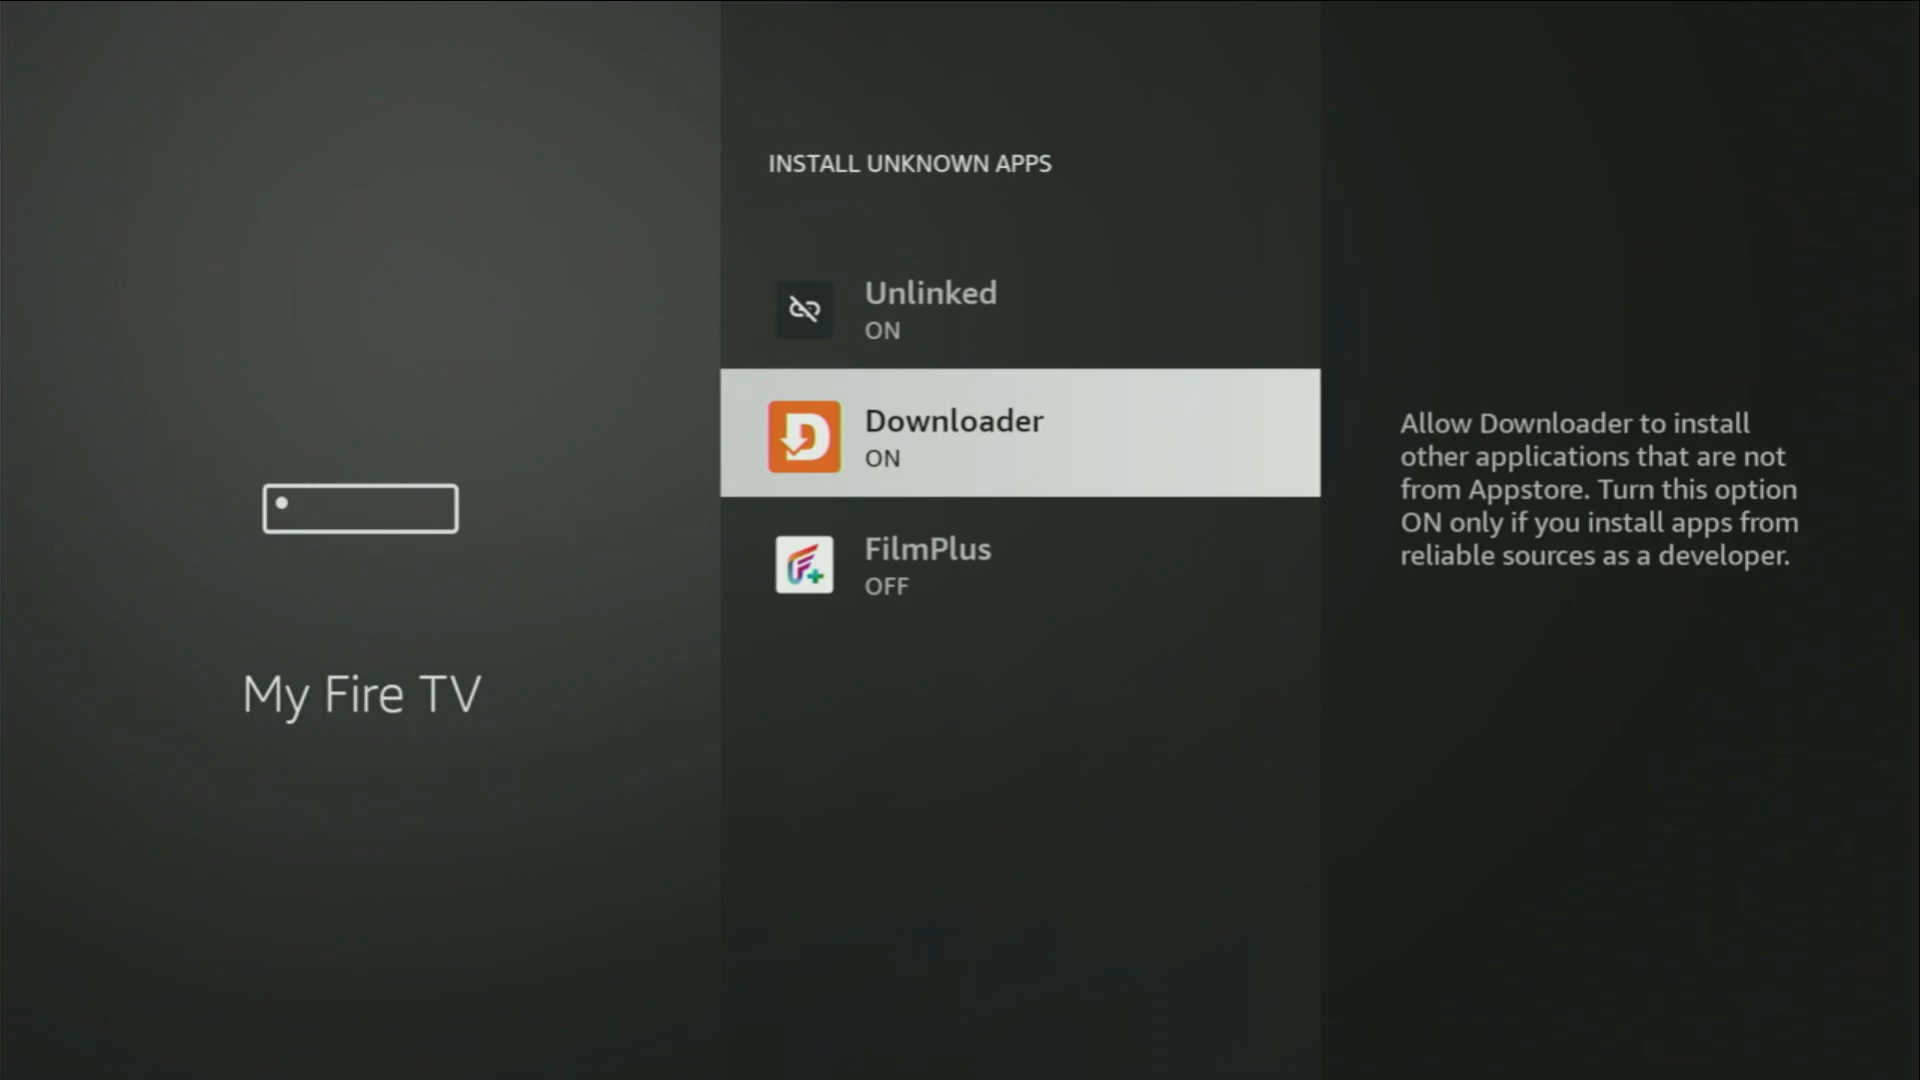 INSTALL UNKNOWN APPS
Unlinked
ON
Downloader
ON
FilmPlus
OFF
My Fire TV
Allow Downloader to install
other applications that are not
from Appstore. Turn this option
ON only if you install apps from
reliable sources as a developer.